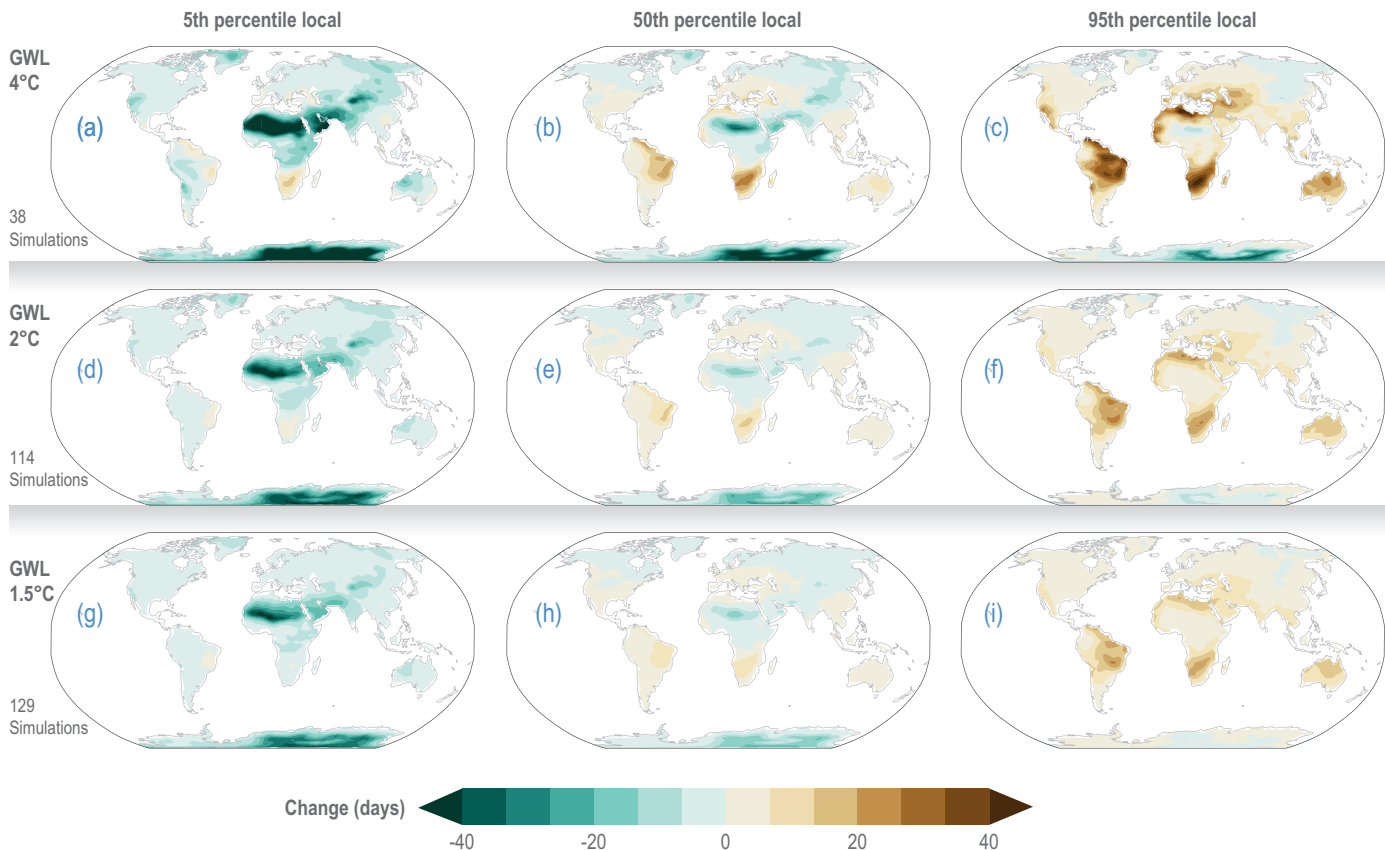 5th percentile local
50th percentile local
95th percentile local
GWL
4°C
(a)
(b)
(c)
38
Simulations
GWL
2°C
(d)
(e)
(f)
114
Simulations
GWL
1.5°C
(g)
(h)
(i)
129
Simulations
Change (days)
-40
-20
0
20
40